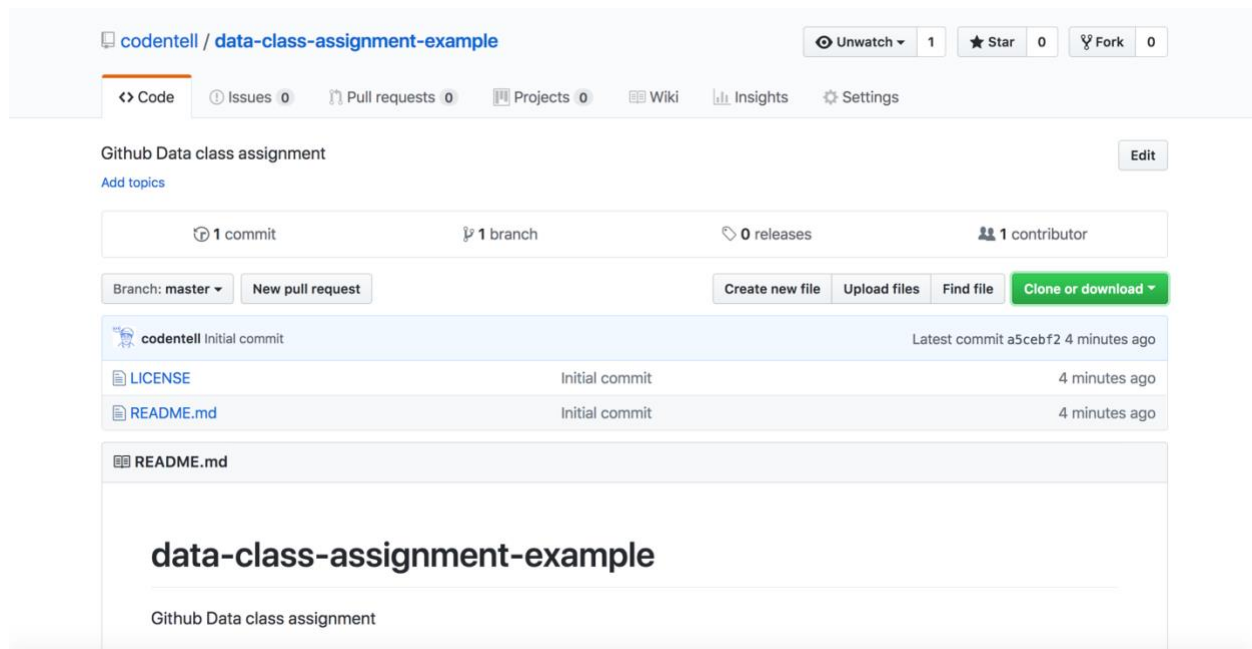 codentell / data-class-assignment-example
Unwatch 1 Star 0 Fork 0
Code Issues 0 Pull requests 0 Projects 0 Wiki Insights Settings
Github Data class assignment Edit
Add topics
1 commit 1 branch 0 releases 1 contributor
Branch: master New pull request Create new file Upload files Find file Clone or download
codentell Initial commit Latest commit a5cebf2 4 minutes ago
LICENSE Initial commit 4 minutes ago
README.md Initial commit 4 minutes ago
README.md
data-class-assignment-example
Github Data class assignment